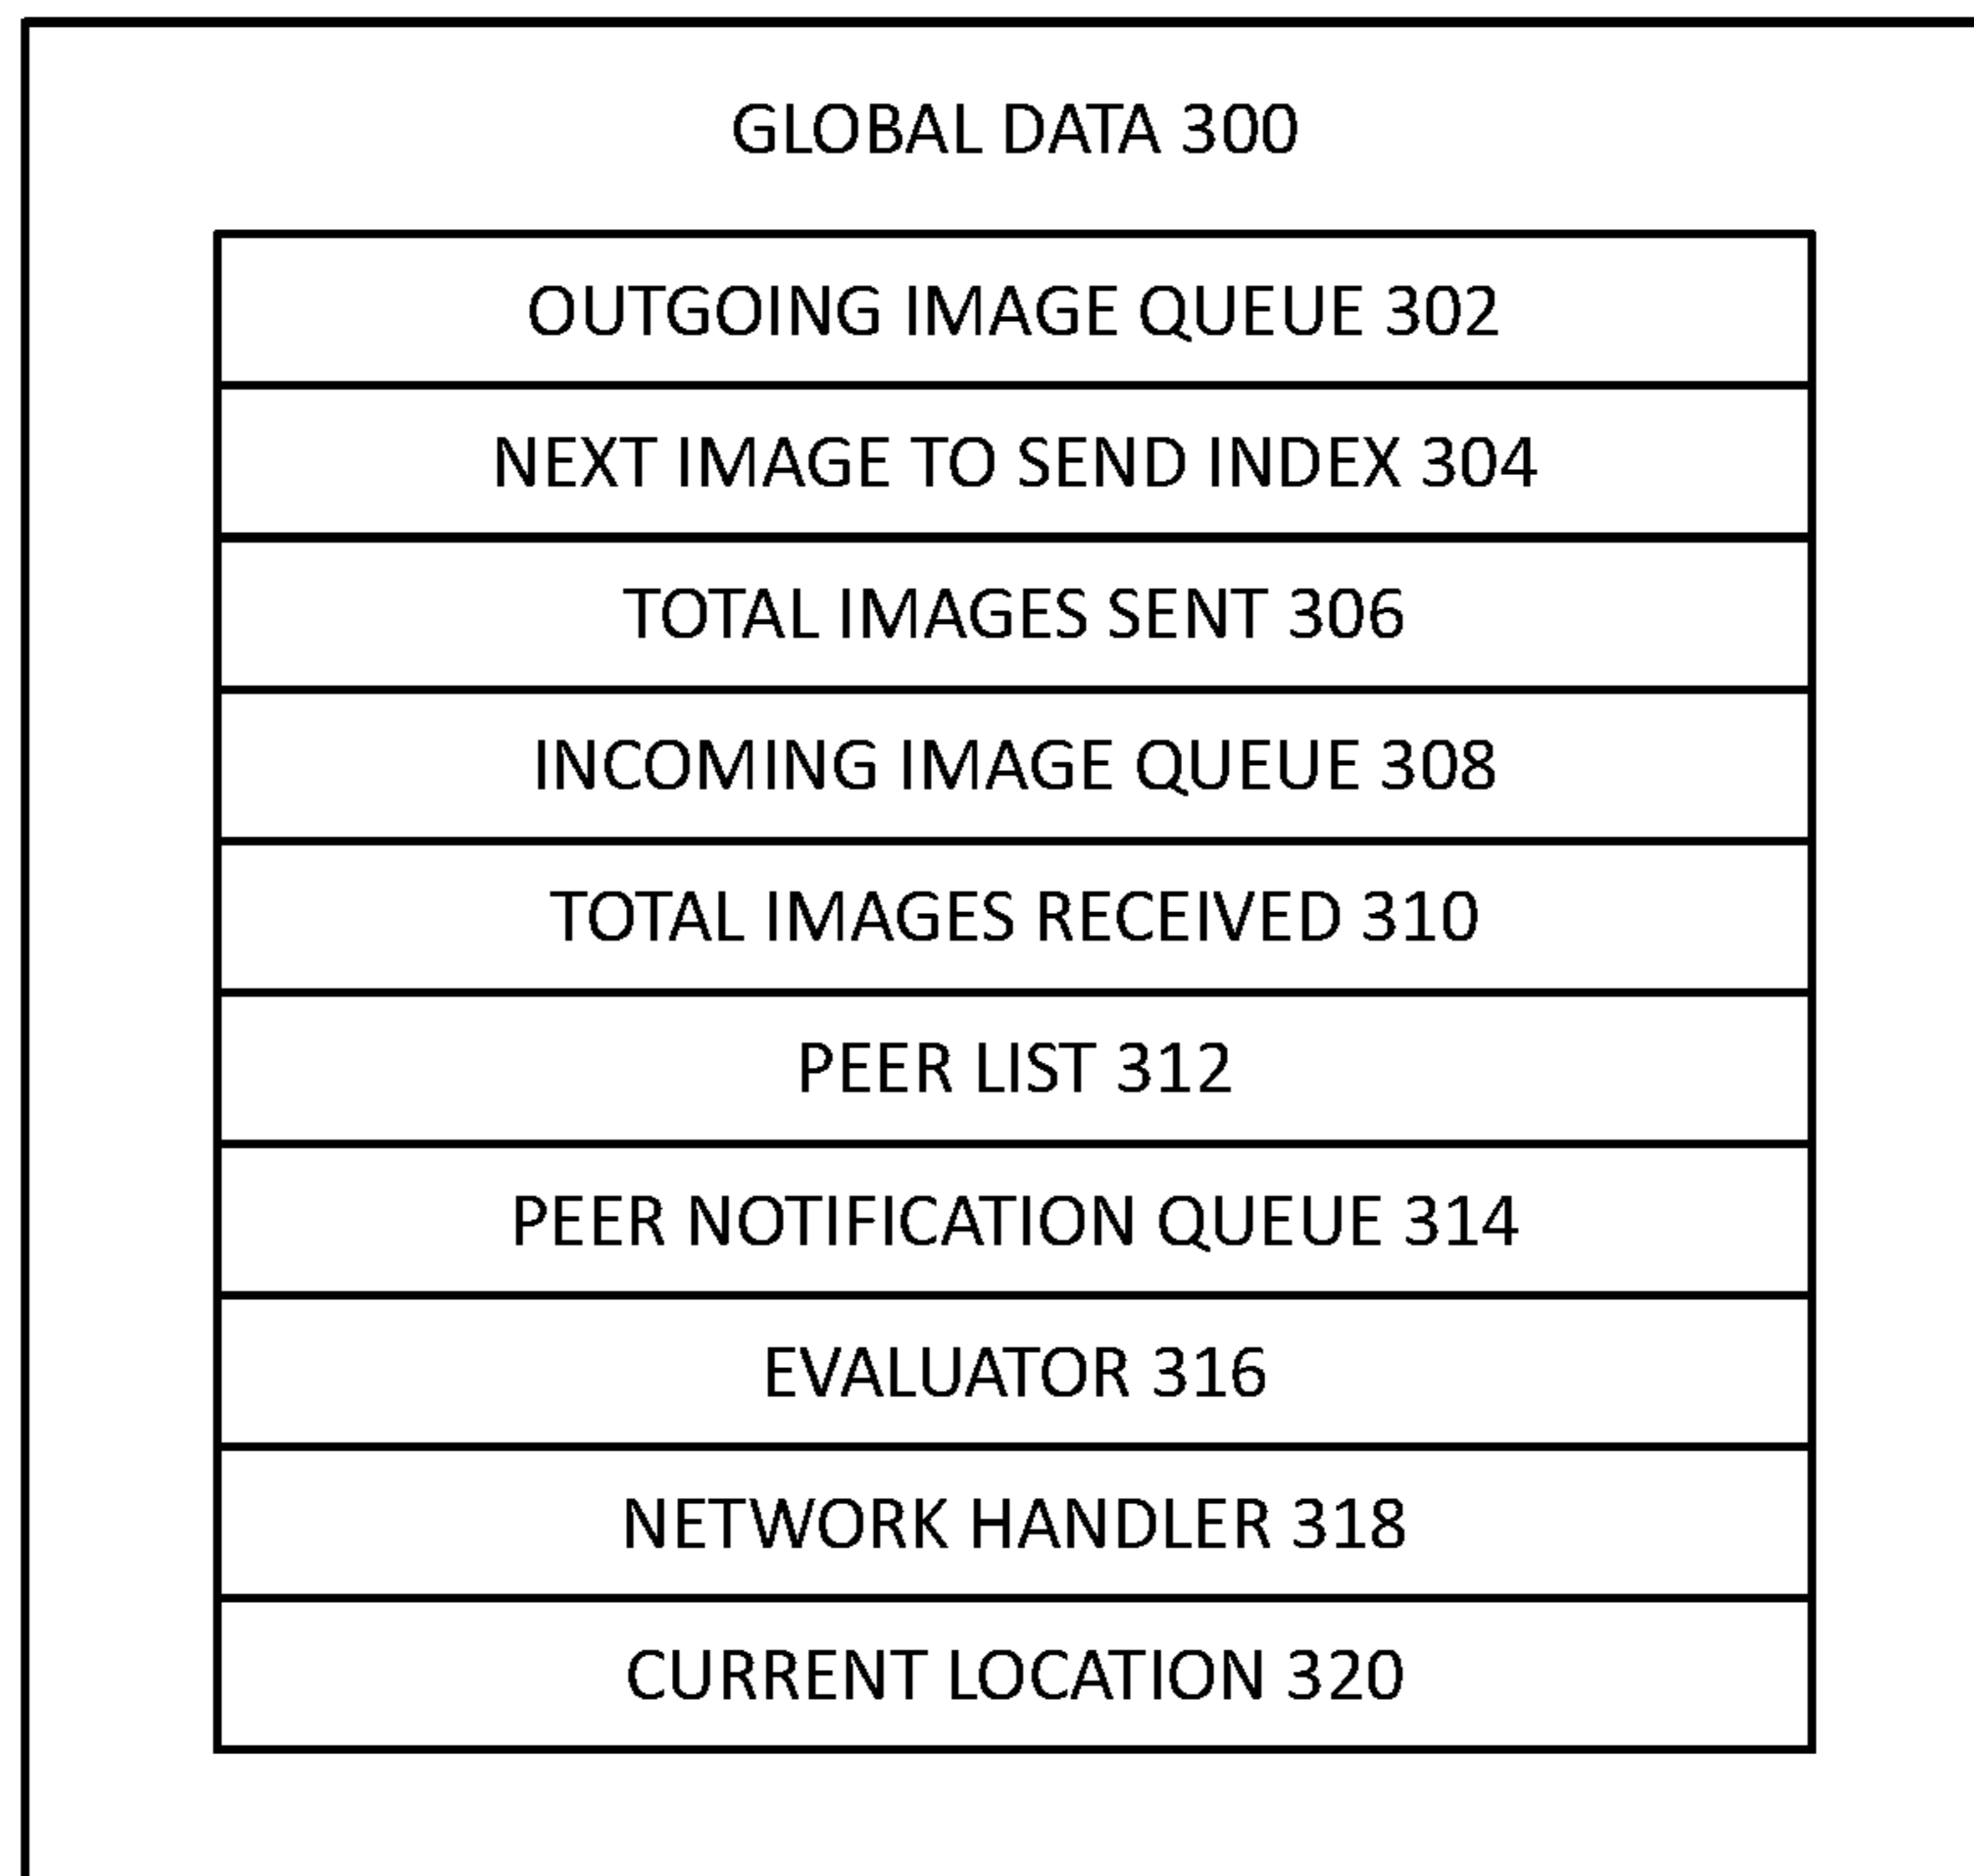 GLOBAL DATA 300
OUTGOING IMAGE QUEUE 302
NEXT IMAGE TO SEND INDEX 304
TOTAL IMAGES SENT 306
INCOMING IMAGE QUEUE 308
TOTAL IMAGES RECEIVED 310
PEER LIST 312
PEER NOTIFICATION QUEUE 314
EVALUATOR 316
NETWORK HANDLER 318
CURRENT LOCATION 320